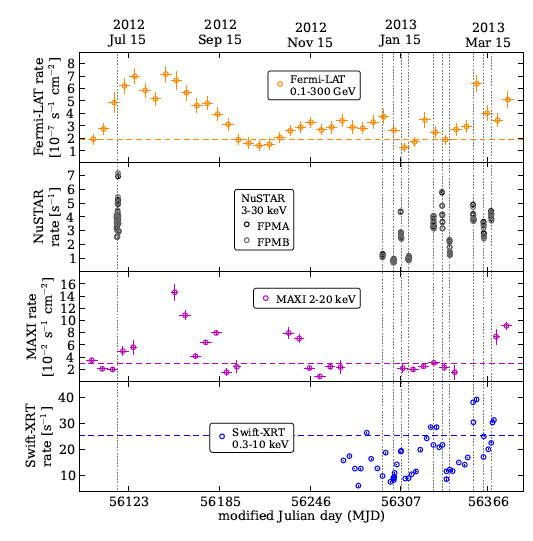 2012 2012 2012 2013 2013
Jul 15 Sep 15 Nov 15 Jan 15 Mar 15
Fermi-LAT rate
[10⁻⁷ s⁻¹ cm⁻²]
8
7
6
5
4
3
2
1
Fermi-LAT
0.1-300 GeV
NuSTAR
rate [s⁻¹]
7
6
5
4
3
2
1
NuSTAR
3-30 keV
FPMA
FPMB
MAXI rate
[10⁻² s⁻¹ cm⁻²]
16
14
12
10
8
6
4
2
MAXI 2-20 keV
Swift-XRT
rate [s⁻¹]
40
30
20
10
Swift-XRT
0.3-10 keV
56123 56185 56246 56307 56366
modified Julian day (MJD)